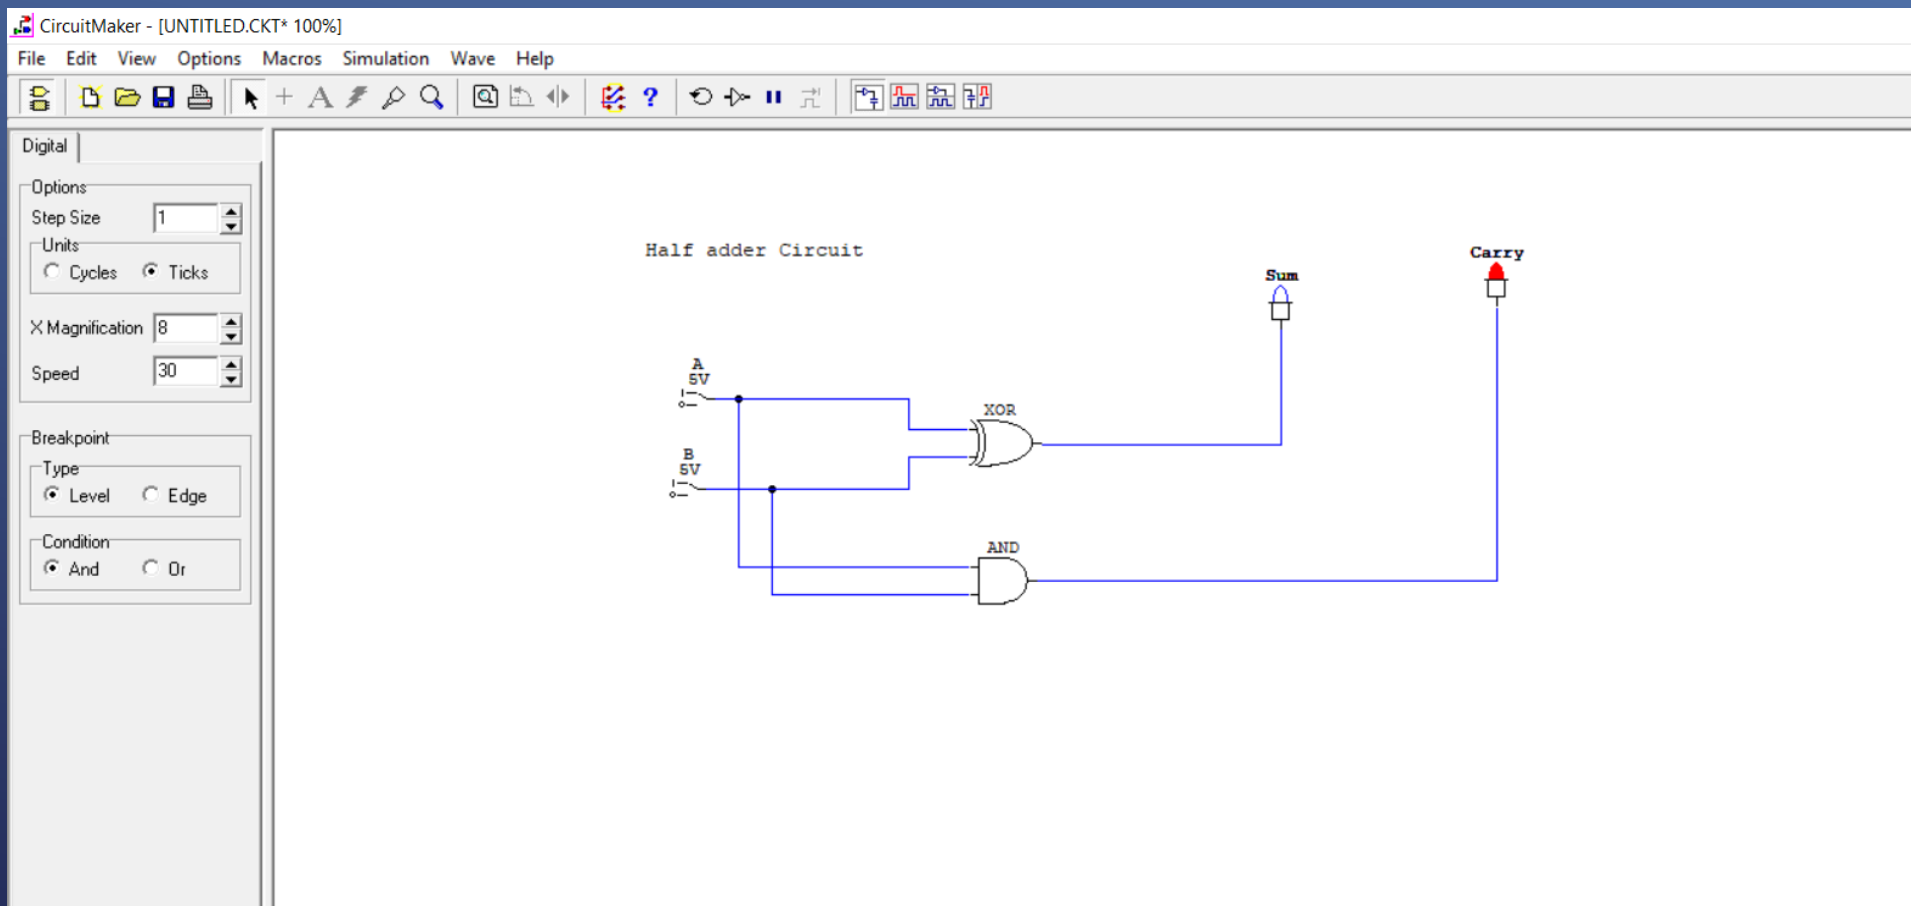 CircuitMaker - [UNTITLED.CKT* 100%]
File Edit View Options Macros Simulation Wave Help
A ?
Digital
Options
Step Size 1
Units
Cycles Ticks
X Magnification 8
Speed 30
Breakpoint
Type
Level Edge
Condition
And Or
Half adder Circuit
Sum
Carry
A
5V
B
5V
XOR
AND